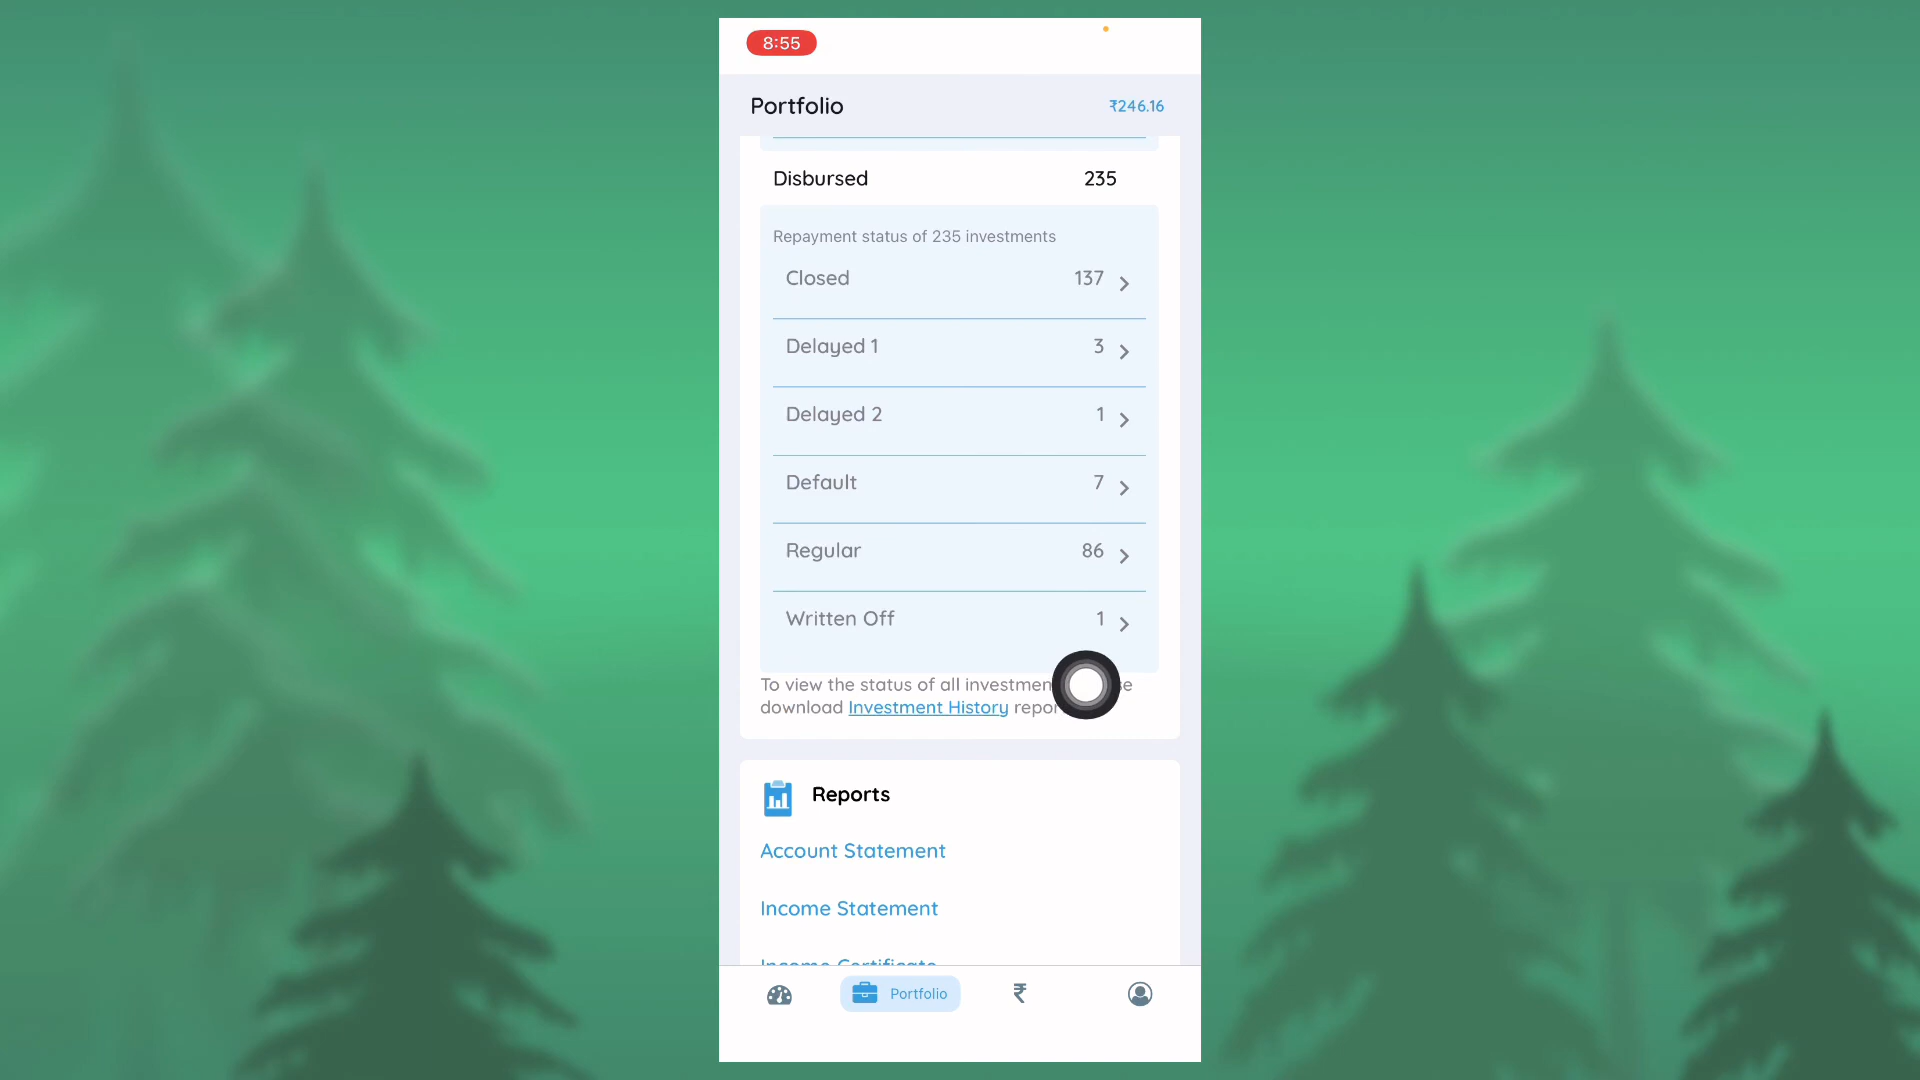 8:55
Portfolio ₹246.16
Disbursed 235
Repayment status of 235 investments
Closed 137
Delayed 1 3
Delayed 2 1
Default 7
Regular 86
Written Off 1
To view the status of all
download Investment History
Reports
Account Statement
Income Statement
Income Certificate
Portfolio ₹